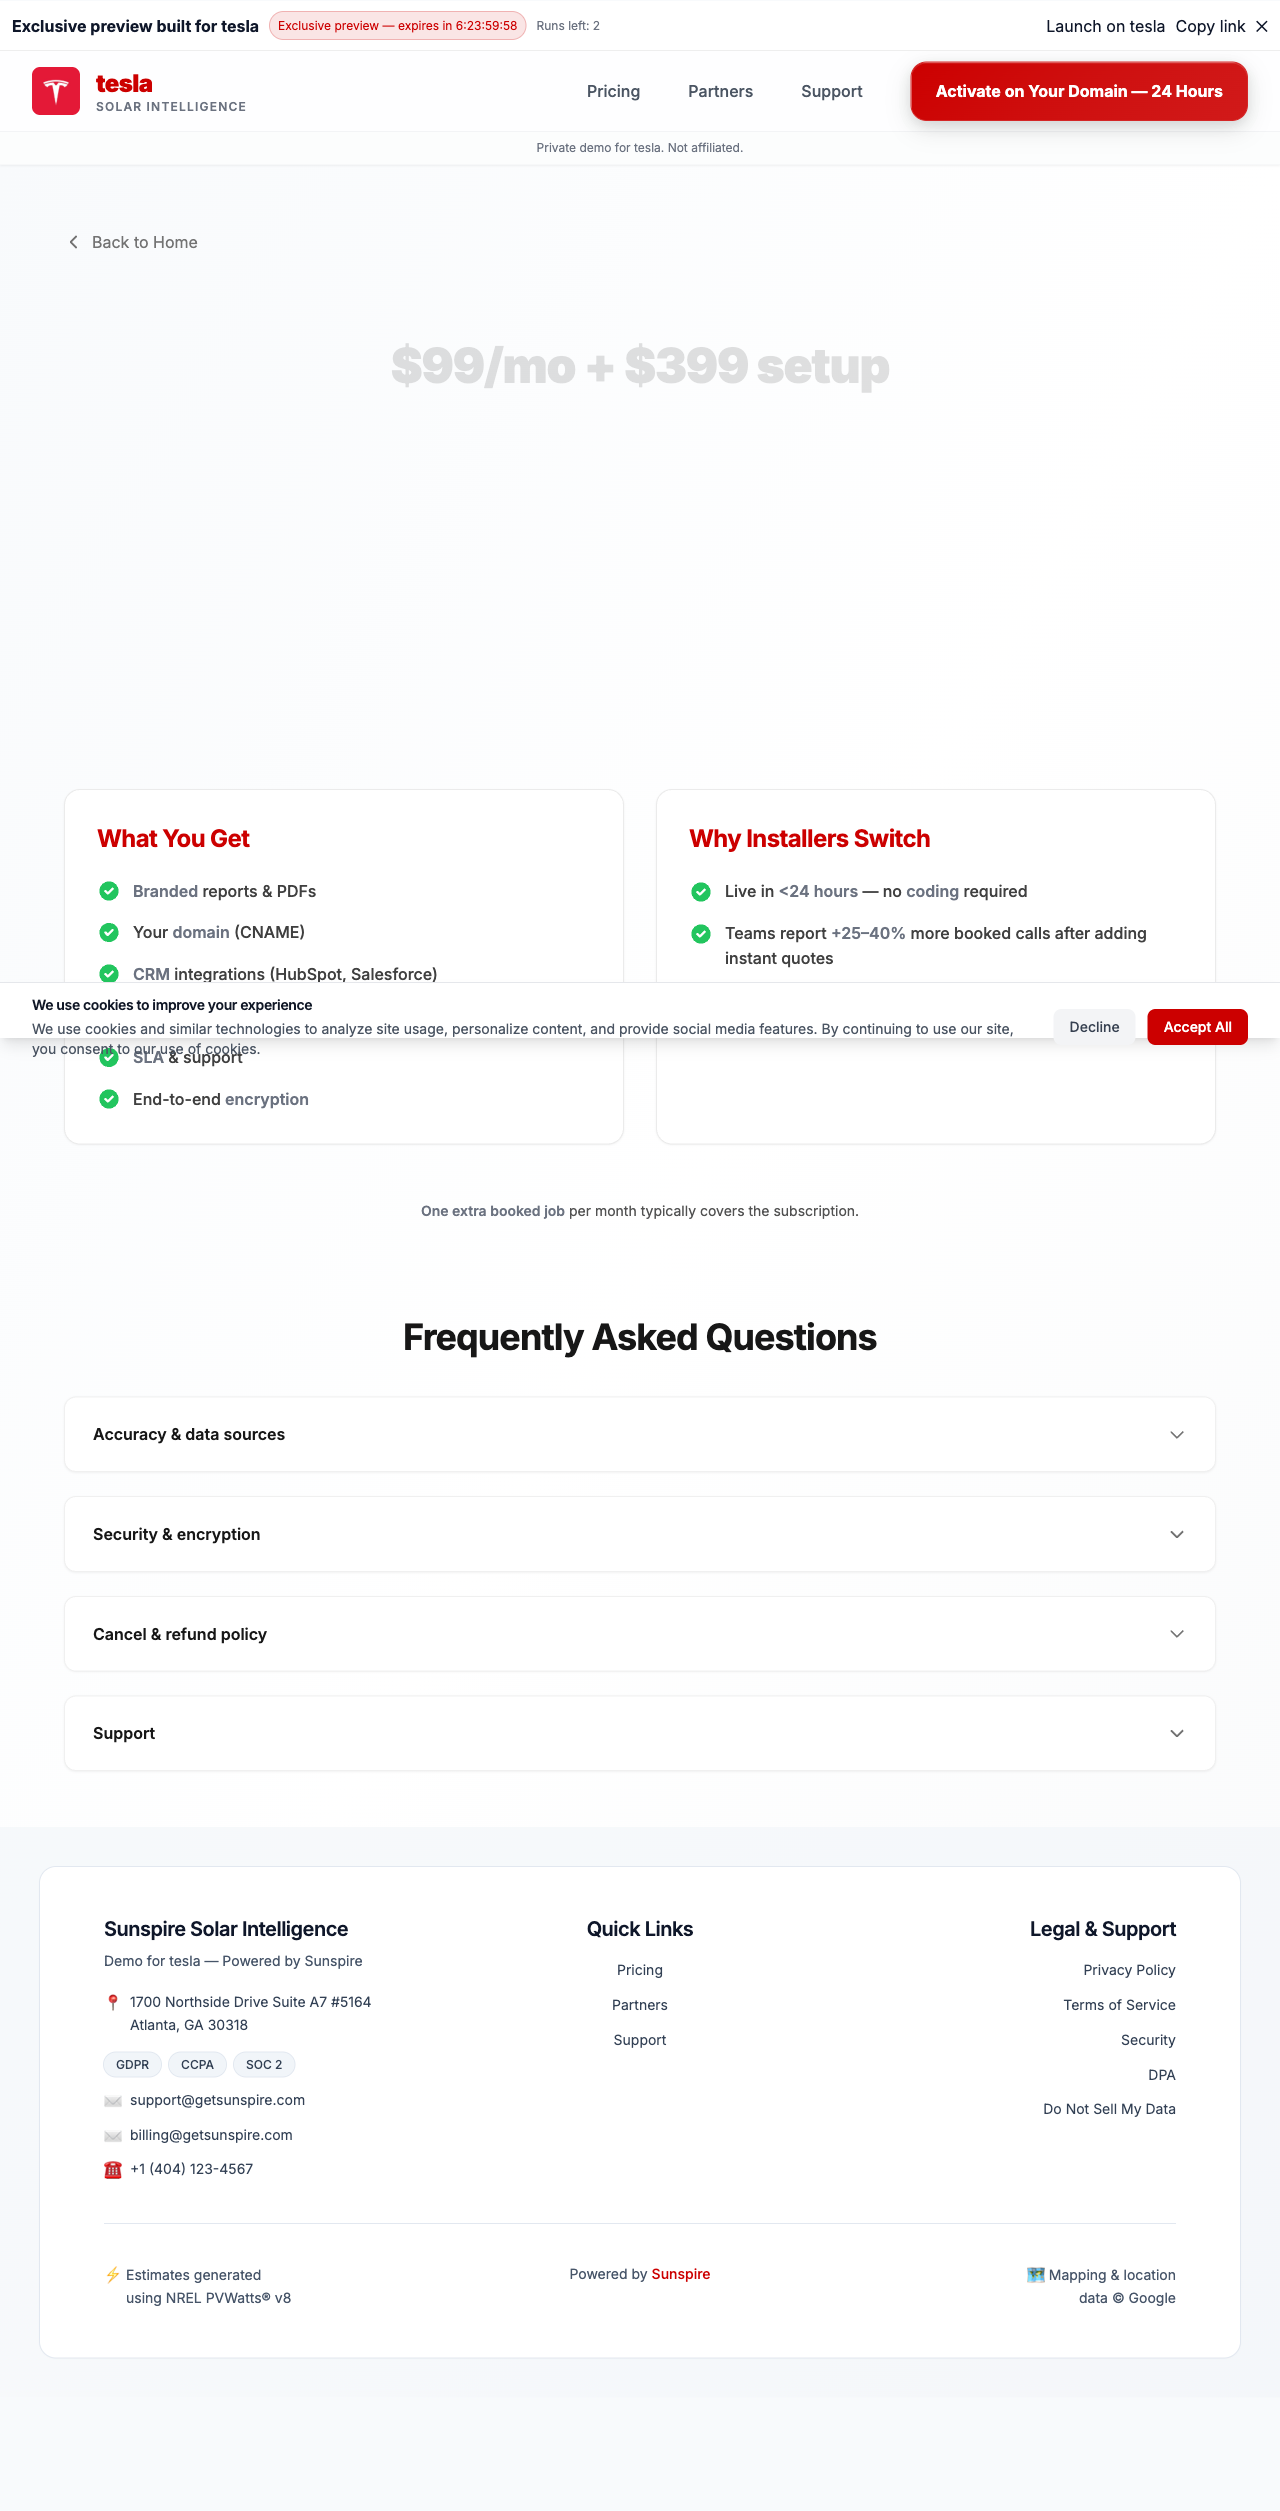 Exclusive preview built for tesla
Exclusive preview — expires in 6:23:59:58
Runs left: 2
Launch on tesla
Copy link
tesla
SOLAR INTELLIGENCE
Pricing
Partners
Support
Activate on Your Domain — 24 Hours
Private demo for tesla. Not affiliated.
Back to Home
$99/mo + $399 setup
What You Get
Branded reports & PDFs
Your domain (CNAME)
CRM integrations (HubSpot, Salesforce)
Why Installers Switch
Live in <24 hours — no coding required
Teams report +25–40% more booked calls after adding
instant quotes
We use cookies to improve your experience
We use cookies and similar technologies to analyze site usage, personalize content, and provide social media features. By continuing to use our site,
you consent to our use of cookies.
Decline
Accept All
SLA & support
End-to-end encryption
One extra booked job per month typically covers the subscription.
Frequently Asked Questions
Accuracy & data sources
Security & encryption
Cancel & refund policy
Support
Sunspire Solar Intelligence
Demo for tesla — Powered by Sunspire
1700 Northside Drive Suite A7 #5164
Atlanta, GA 30318
GDPR
CCPA
SOC 2
support@getsunspire.com
billing@getsunspire.com
+1 (404) 123-4567
Quick Links
Pricing
Partners
Support
Legal & Support
Privacy Policy
Terms of Service
Security
DPA
Do Not Sell My Data
Estimates generated
using NREL PVWatts® v8
Powered by Sunspire
Mapping & location
data © Google